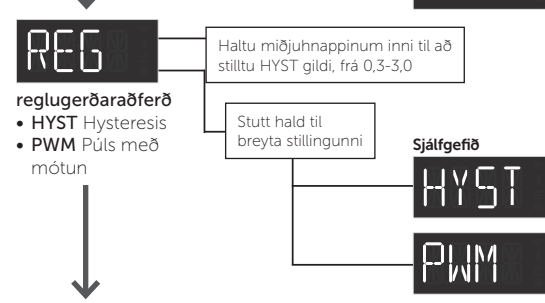 REG
Haltu miðjuhnappinum inni til að
stilltu HYST gildi, frá 0,3-3,0
reglugerðaraðferð
• HYST Hysteresis
• PWM Púls með
mótun
Stutt hald til
breyta stillingunni
Sjálfgefið
HYST
PWM